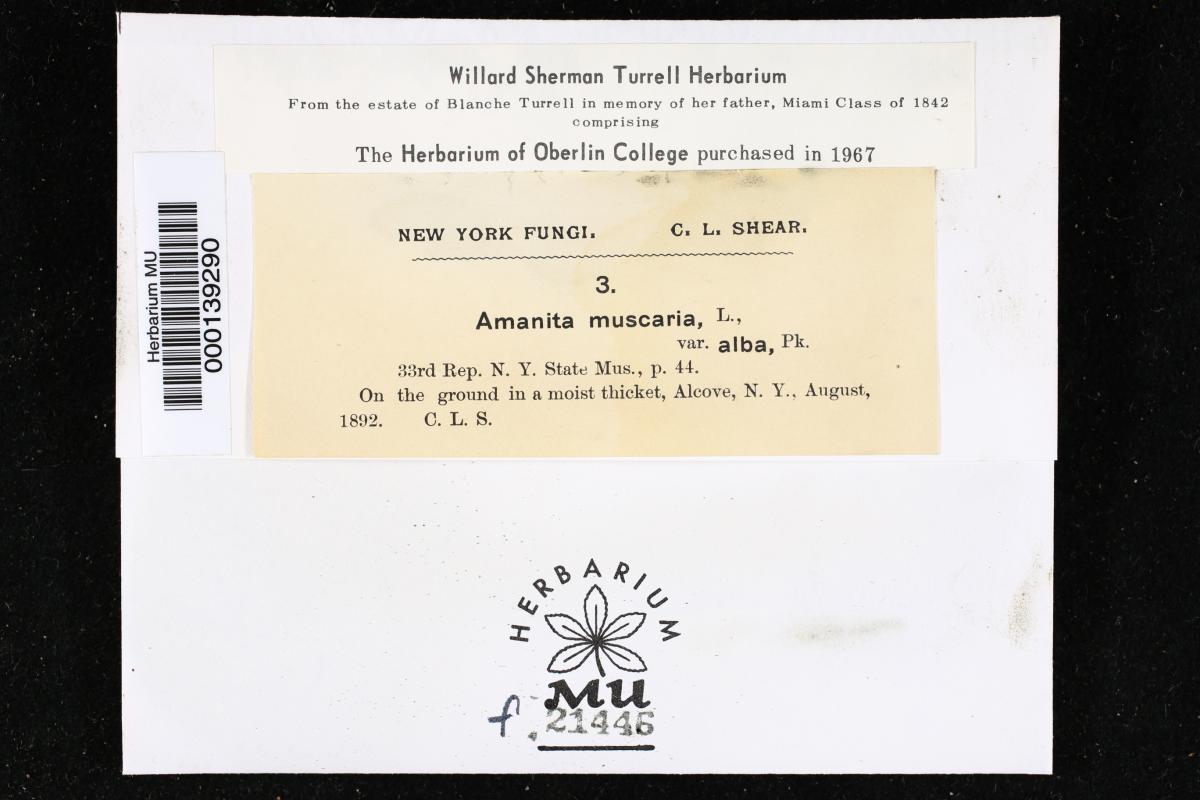 Willard Sherman Turrell Herbarium
From the estate of Blanche Turrell in memory of her father, Miami Class of 1842
comprising
The Herbarium of Oberlin College purchased in 1967
Herbarium MU
000139290
NEW YORK FUNGI. C. L. SHEAR.
3.
Amanita muscaria, L.,
var. alba, Pk.
33rd Rep. N. Y. State Mus., p. 44.
On the ground in a moist thicket, Alcove, N. Y., August,
1892. C. L. S.
HERBARIUM
MU
f. 21446